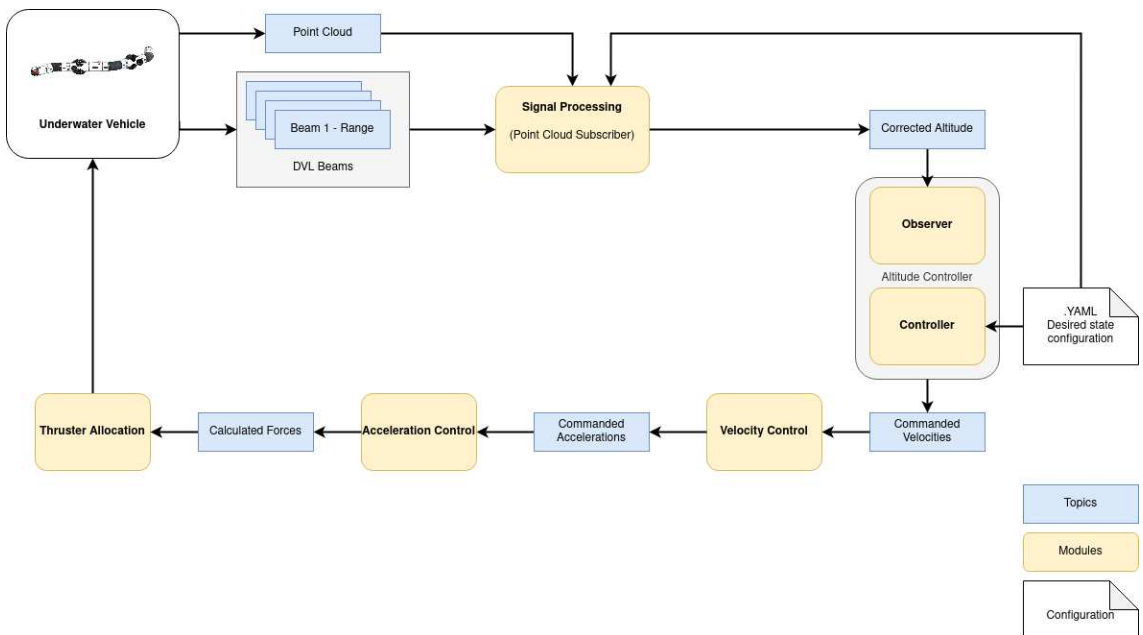 Point Cloud
Underwater Vehicle
Beam 1 - Range
DVL Beams
Signal Processing
(Point Cloud Subscriber)
Corrected Altitude
Observer
Altitude Controller
Controller
.YAML
Desired state
configuration
Thruster Allocation
Calculated Forces
Acceleration Control
Commanded
Accelerations
Velocity Control
Commanded
Velocities
Topics
Modules
Configuration